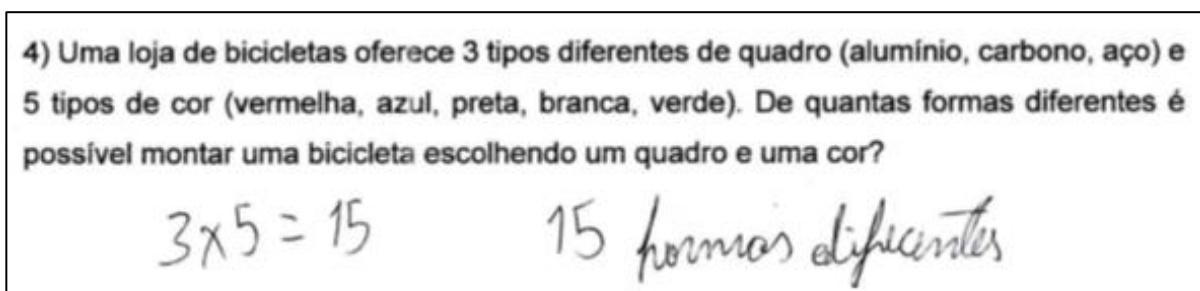 4) Uma loja de bicicletas oferece 3 tipos diferentes de quadro (alumínio, carbono, aço) e
5 tipos de cor (vermelha, azul, preta, branca, verde). De quantas formas diferentes é
possível montar uma bicicleta escolhendo um quadro e uma cor?
3x5 = 15 15 formas diferentes